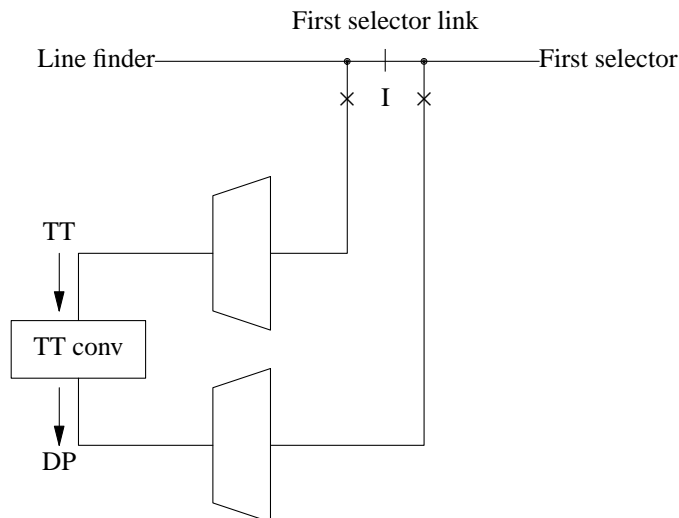 First selector link
Line finder
First selector
I
TT
TT conv
DP